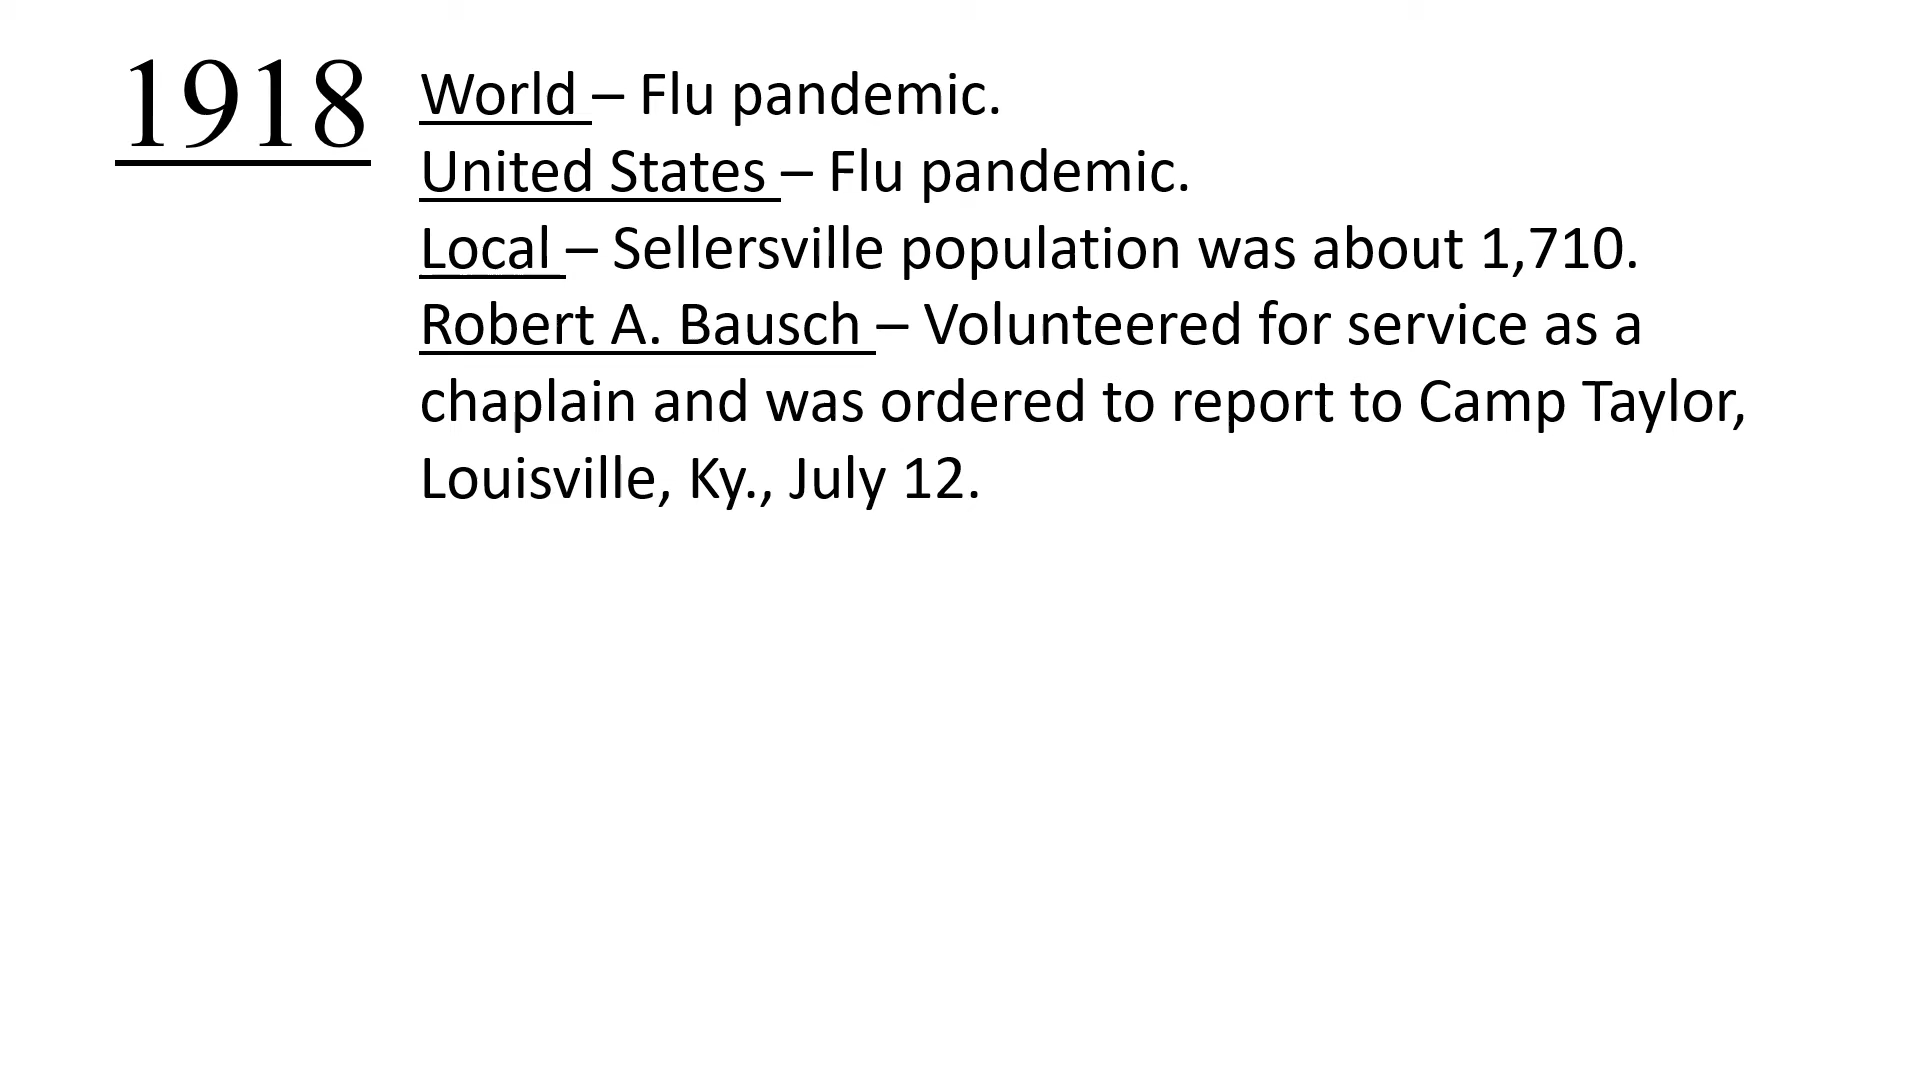 1918
World – Flu pandemic.
United States – Flu pandemic.
Local – Sellersville population was about 1,710.
Robert A. Bausch – Volunteered for service as a
chaplain and was ordered to report to Camp Taylor,
Louisville, Ky., July 12.